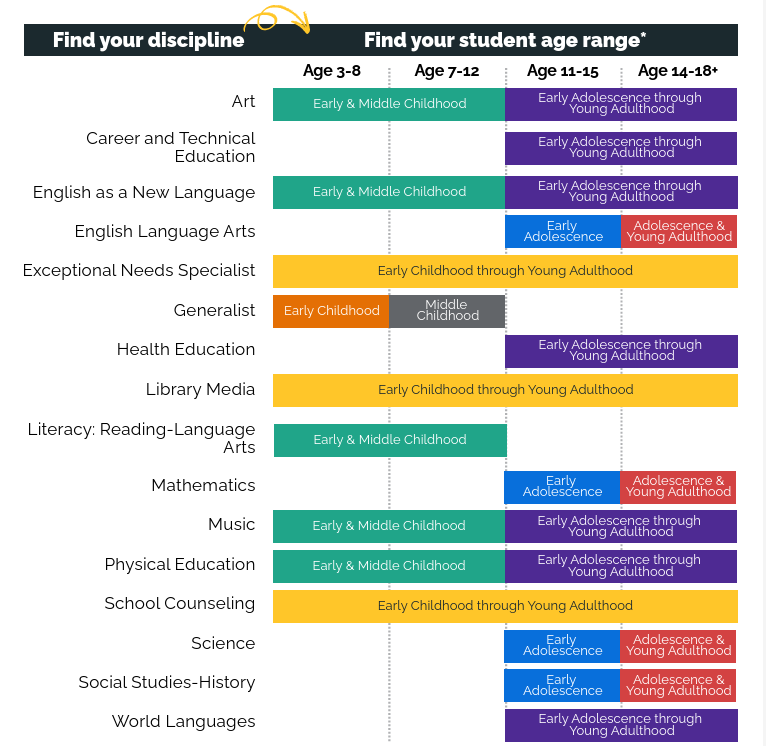 Find your discipline Find your student age range*
Age 3-8 Age 7-12 Age 11-15 Age 14-18+
Art
Early & Middle Childhood
Early Adolescence through
Young Adulthood
Career and Technical
Education
Early Adolescence through
Young Adulthood
English as a New Language
Early & Middle Childhood
Early Adolescence through
Young Adulthood
English Language Arts
Early
Adolescence
Adolescence &
Young Adulthood
Exceptional Needs Specialist
Early Childhood through Young Adulthood
Generalist
Early Childhood
Middle
Childhood
Health Education
Early Adolescence through
Young Adulthood
Library Media
Early Childhood through Young Adulthood
Literacy: Reading-Language
Arts
Early & Middle Childhood
Mathematics
Early
Adolescence
Adolescence &
Young Adulthood
Music
Early & Middle Childhood
Early Adolescence through
Young Adulthood
Physical Education
Early & Middle Childhood
Early Adolescence through
Young Adulthood
School Counseling
Early Childhood through Young Adulthood
Science
Early
Adolescence
Adolescence &
Young Adulthood
Social Studies-History
Early
Adolescence
Adolescence &
Young Adulthood
World Languages
Early Adolescence through
Young Adulthood